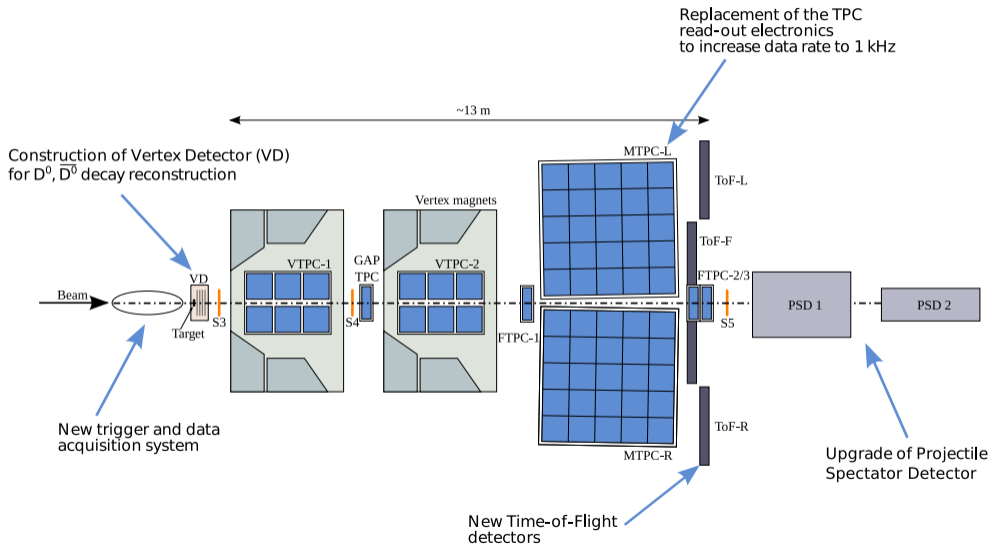 Replacement of the TPC
read-out electronics
to increase data rate to 1 kHz
~13 m
Construction of Vertex Detector (VD)
for D⁰, D̅⁰ decay reconstruction
MTPC-L
ToF-L
Vertex magnets
ToF-F
VTPC-1
GAP
TPC
VTPC-2
FTPC-2/3
VD
Beam
Target
S3
S4
FTPC-1
S5
PSD 1
PSD 2
New trigger and data
acquisition system
ToF-R
MTPC-R
Upgrade of Projectile
Spectator Detector
New Time-of-Flight
detectors